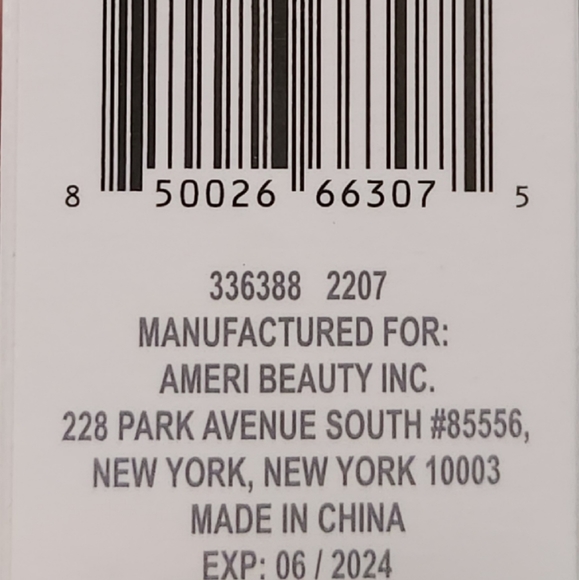 8 50026 66307 5
336388 2207
MANUFACTURED FOR:
AMERI BEAUTY INC.
228 PARK AVENUE SOUTH #85556,
NEW YORK, NEW YORK 10003
MADE IN CHINA
EXP: 06 / 2024